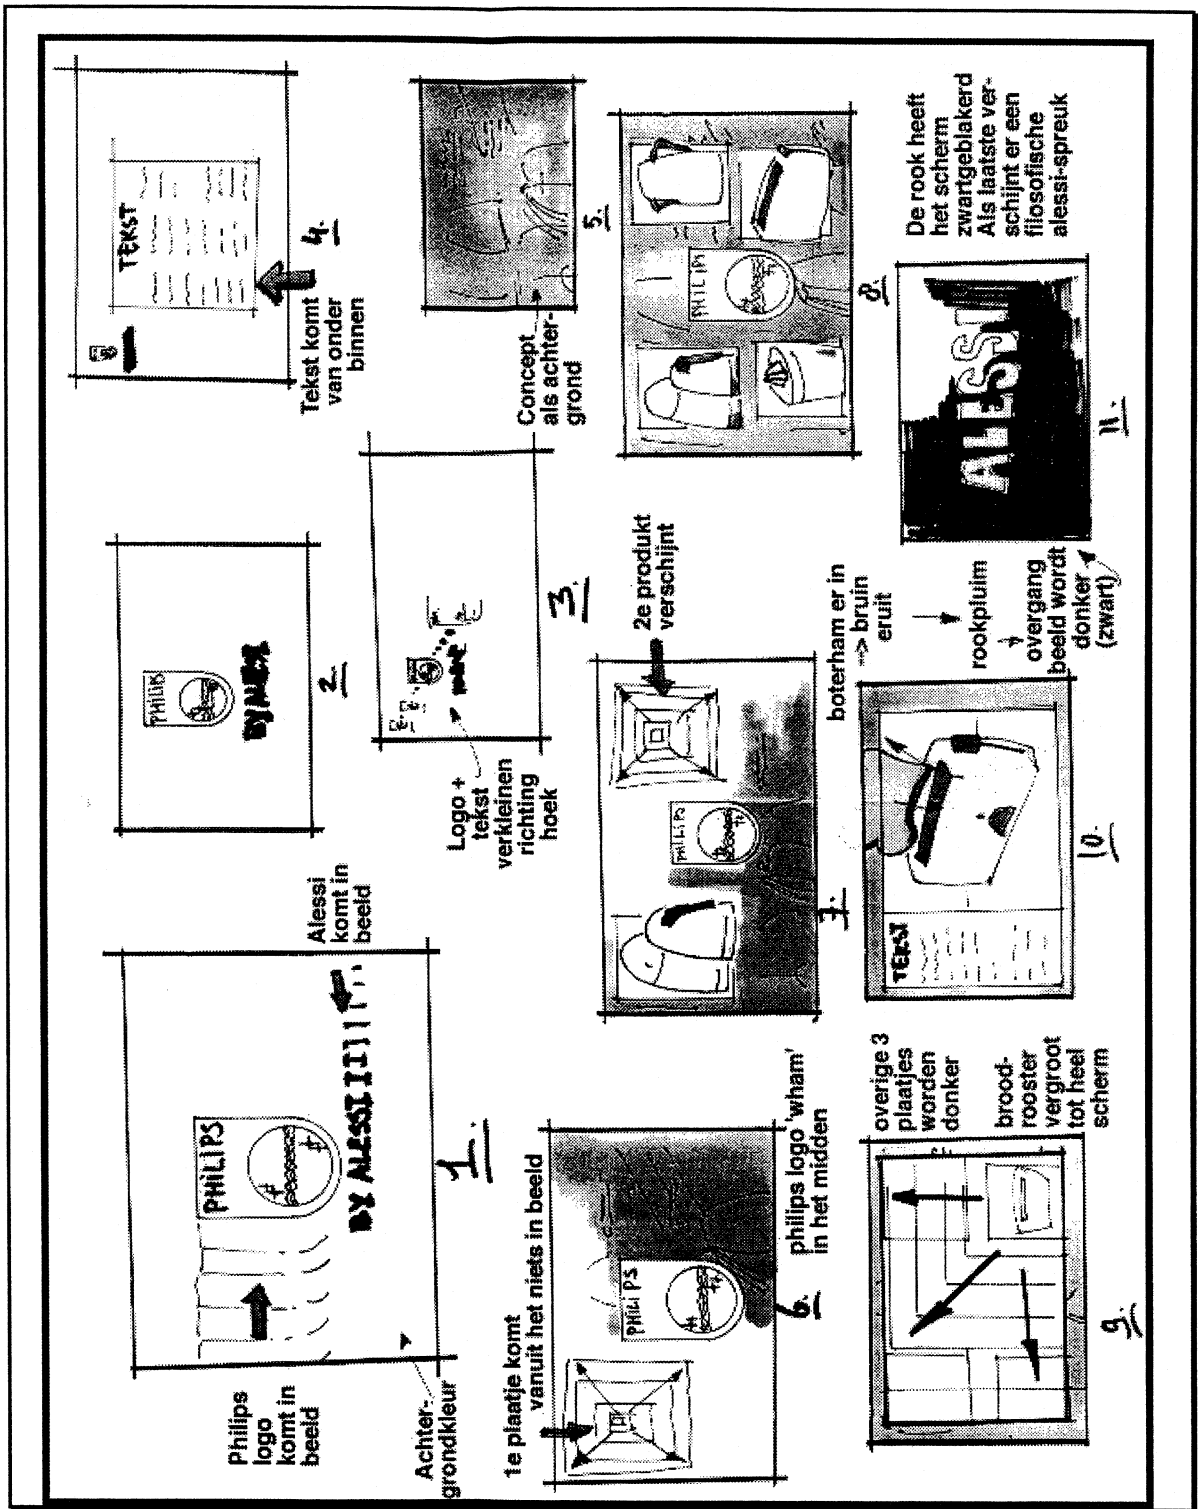 Philips
logo
komt in
beeld
Achter-
grondkleur
PHILIPS
BY ALESSI
Alessi
komt in
beeld
1.
PHILIPS
2.
Logo +
tekst
verkleinen
richting
hoek
3.
TEKST
Tekst komt
van onder
binnen
4.
Concept
als achter-
grond
5.
1e plaatje komt
vanuit het niets in beeld
PHILIPS
philips logo 'wham'
in het midden
6.
PHILIPS
2e produkt
verschijnt
7.
PHILIPS
8.
overige 3
plaatjes
worden
donker
brood-
rooster
vergroot
tot heel
scherm
9.
TEKST
boterham er in
--> bruin
eruit
rookpluim
overgang
beeld wordt
donker
(zwart)
10.
ALESSI
De rook heeft
het scherm
zwartgeblakerd
Als laatste ver-
schijnt er een
filosofische
alessi-spreuk
11.